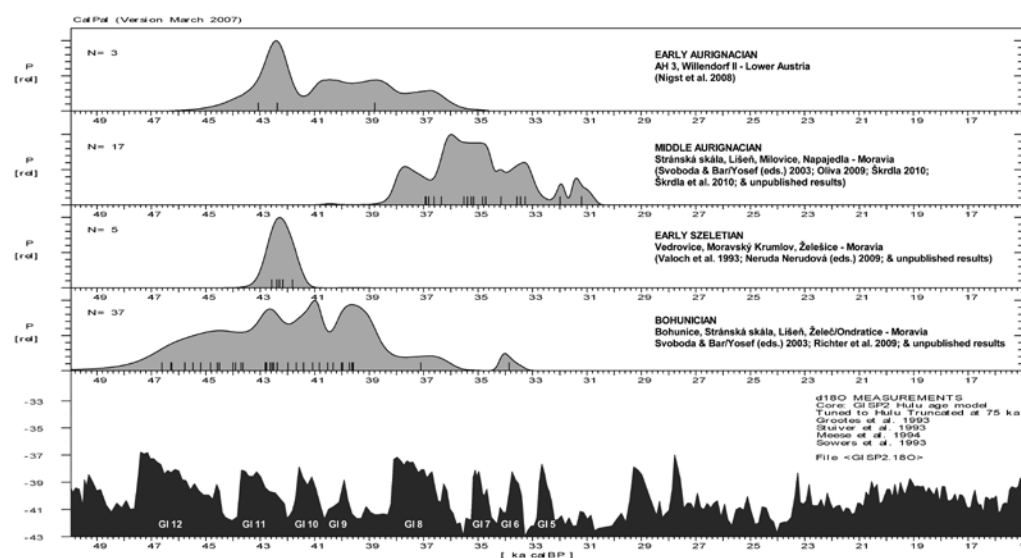 CalPal (Version March 2007)
N= 3
P
[rel]
EARLY AURIGNACIAN
AH 3, Willendorf II - Lower Austria
(Nigst et al. 2008)
49 47 45 43 41 39 37 35 33 31 29 27 25 23 21 19 17
N= 17
P
[rel]
MIDDLE AURIGNACIAN
Stránská skála, Líšeň, Milovice, Napajedla - Moravia
(Svoboda & Bar/Yosef (eds.) 2003; Oliva 2009; Škrdla 2010;
Škrdla et al. 2010; & unpublished results)
49 47 45 43 41 39 37 35 33 31 29 27 25 23 21 19 17
N= 5
P
[rel]
EARLY SZELETIAN
Vedrovice, Moravský Krumlov, Želešice - Moravia
(Valoch et al. 1993; Neruda Nerudová (eds.) 2009; & unpublished results)
49 47 45 43 41 39 37 35 33 31 29 27 25 23 21 19 17
N= 37
P
[rel]
BOHUNICIAN
Bohunice, Stránská skála, Líšeň, Želeč/Ondratice - Moravia
Svoboda & Bar/Yosef (eds.) 2003; Richter et al. 2009; & unpublished results
49 47 45 43 41 39 37 35 33 31 29 27 25 23 21 19 17
-33
-35
-37
-39
-41
-43
d18O MEASUREMENTS
Core: GISP2 Hulu age model
Tuned to Hulu Truncated at 75 ka
Grootes et al. 1993
Stuiver et al. 1993
Meese et al. 1994
Sowers et al. 1993
File <GISP2.18O>
GI 12 GI 11 GI 10 GI 9 GI 8 GI 7 GI 6 GI 5
49 47 45 43 41 39 37 35 33 31 29 27 25 23 21 19 17
[ ka calBP ]